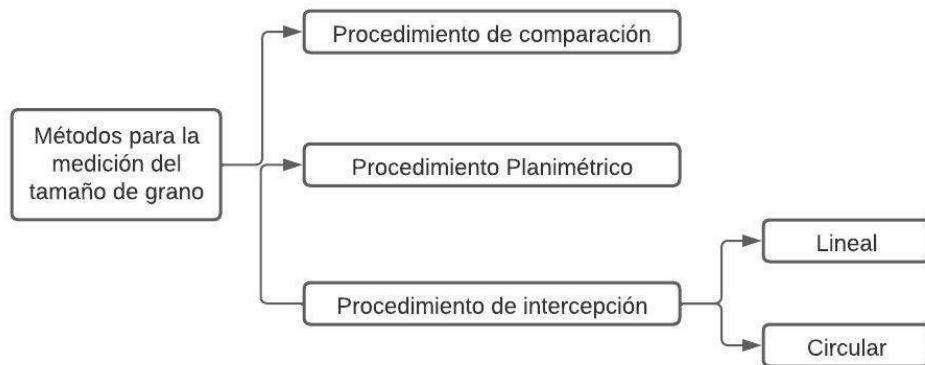 Procedimiento de comparación
Métodos para la
medición del
tamaño de grano
Procedimiento Planimétrico
Procedimiento de intercepción
Lineal
Circular